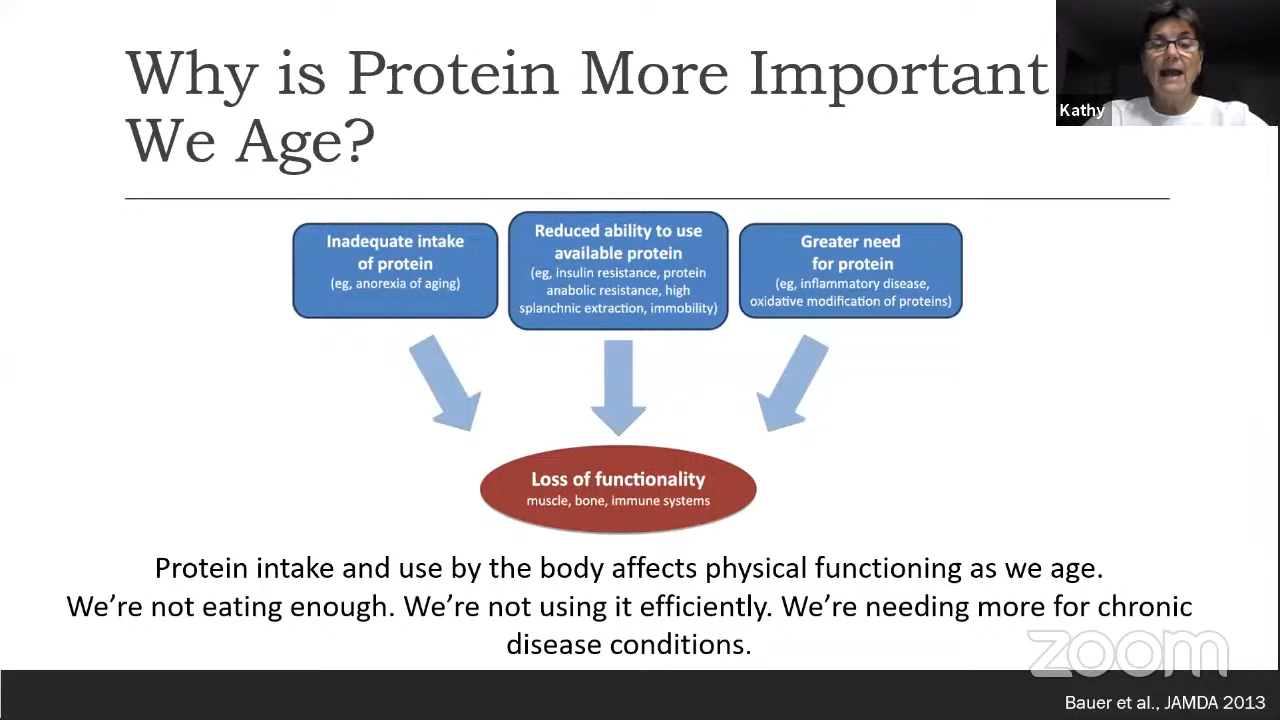 Why is Protein More Important
We Age?
Kathy
Inadequate intake
of protein
(eg, anorexia of aging)
Reduced ability to use
available protein
(eg, insulin resistance, protein
anabolic resistance, high
splanchnic extraction, immobility)
Greater need
for protein
(eg, inflammatory disease,
oxidative modification of proteins)
Loss of functionality
muscle, bone, immune systems
Protein intake and use by the body affects physical functioning as we age.
We’re not eating enough. We’re not using it efficiently. We’re needing more for chronic
disease conditions.
zoom
Bauer et al., JAMDA 2013